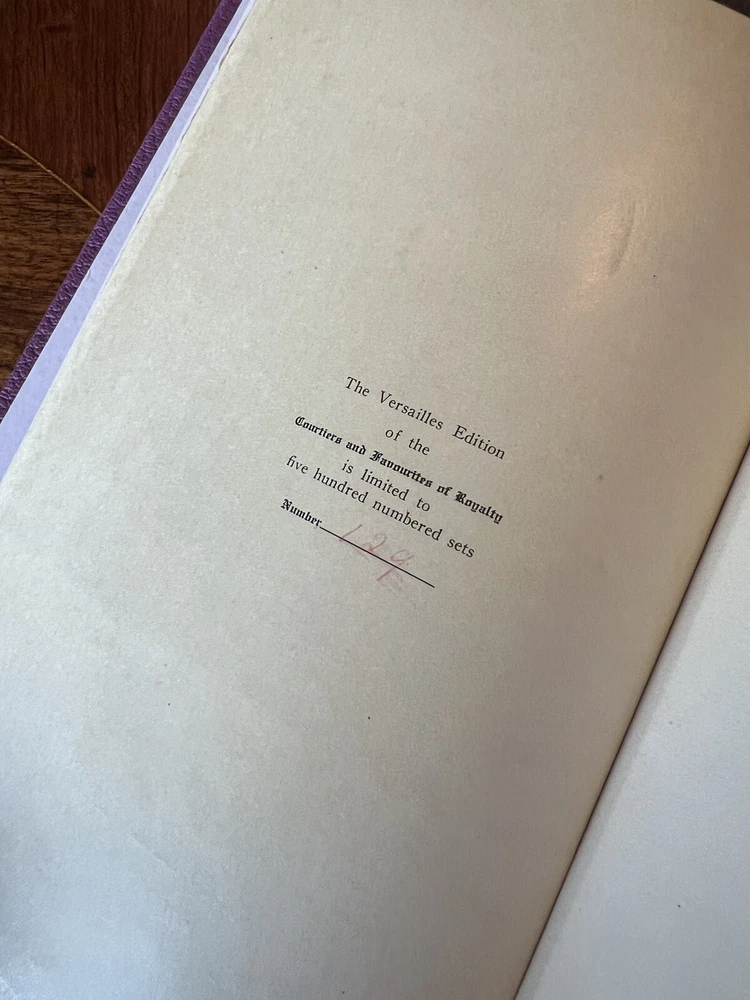 The Versailles Edition
of the
Courtiers and Favourites of Royalty
is limited to
five hundred numbered sets
Number 129